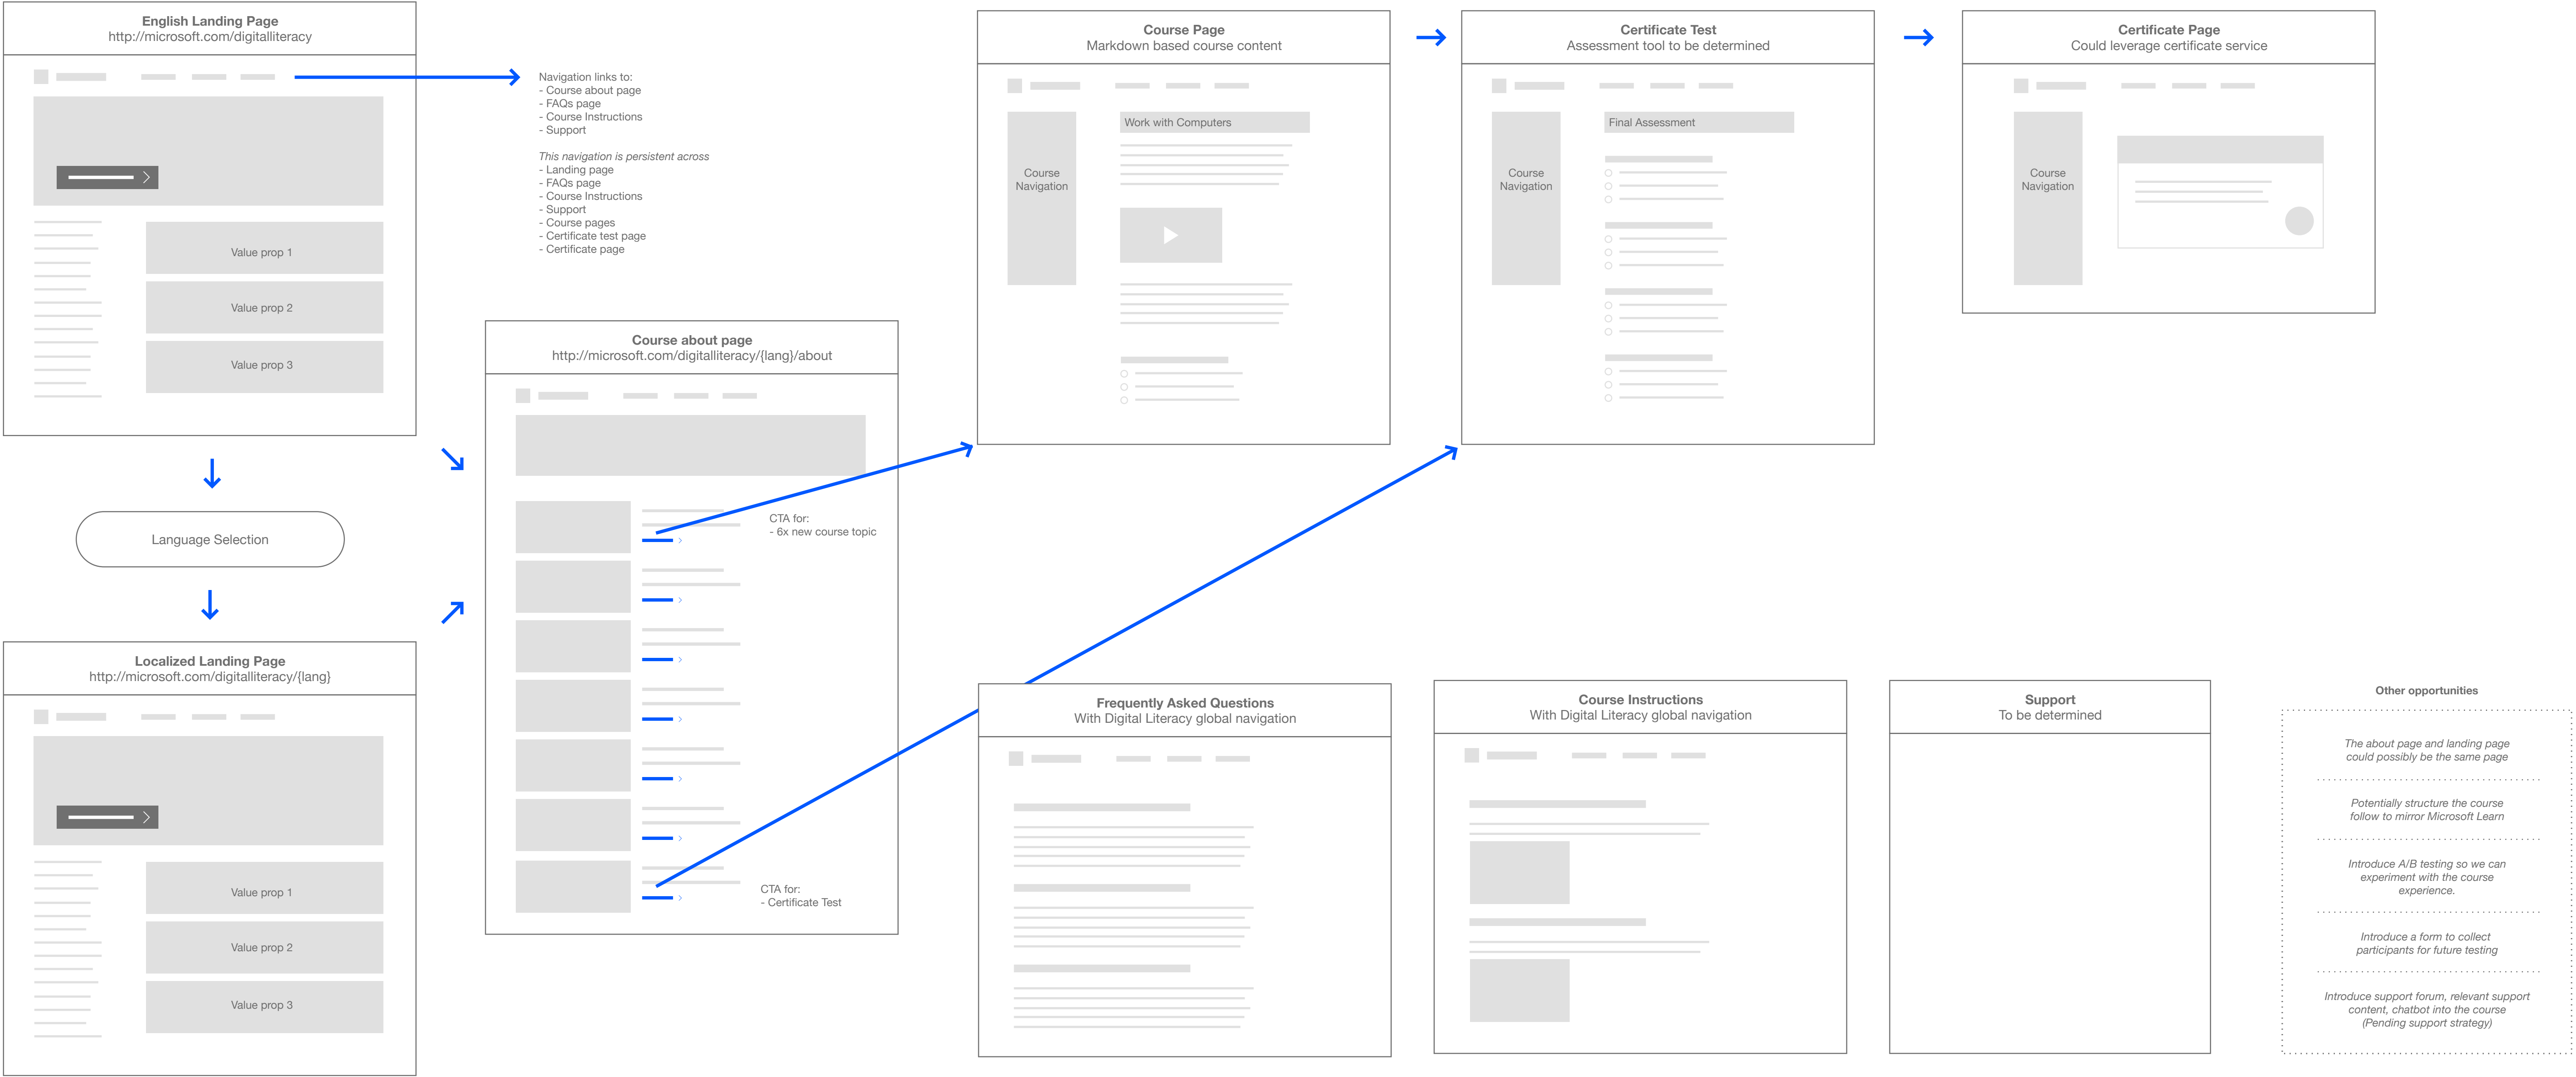 English Landing Page
http://microsoft.com/digitalliteracy
Value prop 1
Value prop 2
Value prop 3
Navigation links to:
- Course about page
- FAQs page
- Course Instructions
- Support
This navigation is persistent across
- Landing page
- FAQs page
- Course Instructions
- Support
- Course pages
- Certificate test page
- Certificate page
Language Selection
Localized Landing Page
http://microsoft.com/digitalliteracy/{lang}
Value prop 1
Value prop 2
Value prop 3
Course about page
http://microsoft.com/digitalliteracy/{lang}/about
CTA for:
- 6x new course topic
CTA for:
- Certificate Test
Course Page
Markdown based course content
Course
Navigation
Work with Computers
Certificate Test
Assessment tool to be determined
Course
Navigation
Final Assessment
Certificate Page
Could leverage certificate service
Course
Navigation
Frequently Asked Questions
With Digital Literacy global navigation
Course Instructions
With Digital Literacy global navigation
Support
To be determined
Other opportunities
The about page and landing page
could possibly be the same page
Potentially structure the course
follow to mirror Microsoft Learn
Introduce A/B testing so we can
experiment with the course
experience.
Introduce a form to collect
participants for future testing
Introduce support forum, relevant support
content, chatbot into the course
(Pending support strategy)